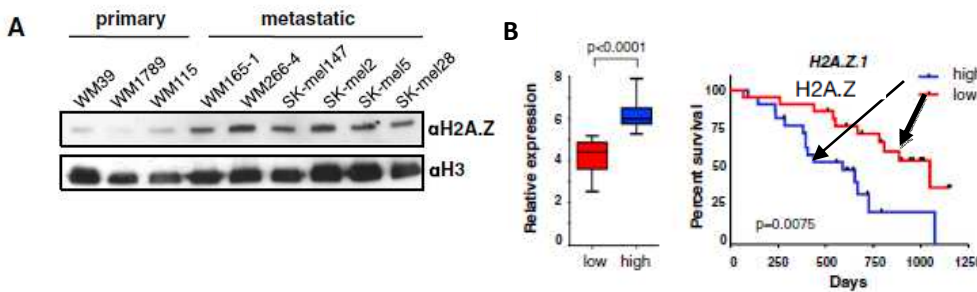 A
primary
metastatic
WM39
WM1789
WM115
WM165-1
WM266-4
SK-mel147
SK-mel2
SK-mel5
SK-mel28
αH2A.Z
αH3
B
p<0.0001
Relative expression
8
6
4
2
0
low
high
H2A.Z.1
H2A.Z
high
low
Percent survival
100
75
50
25
0
p=0.0075
0
250
500
750
1000
1250
Days